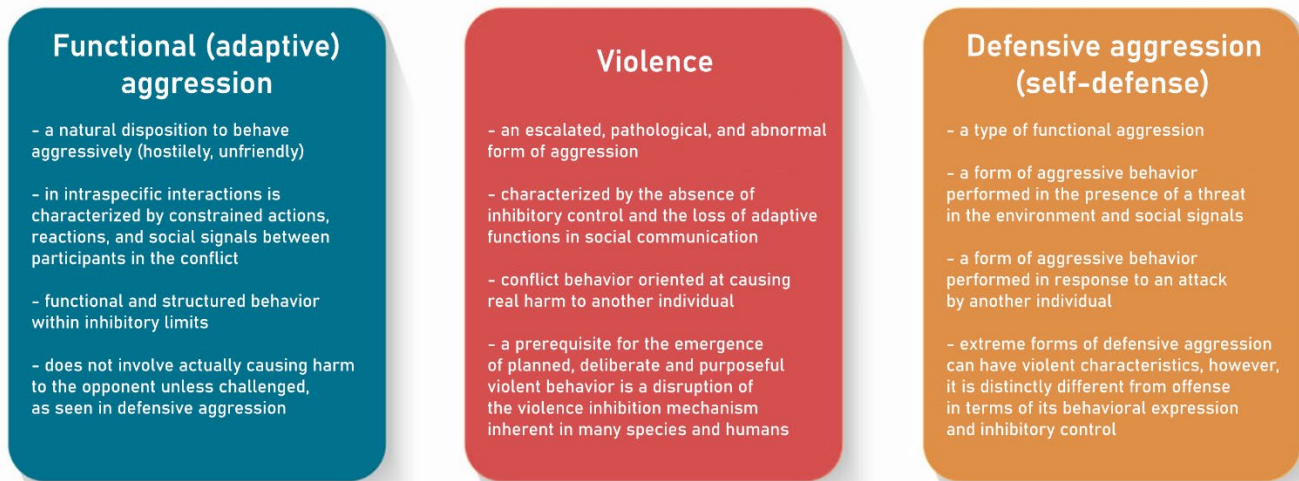 Functional (adaptive)
aggression
- a natural disposition to behave
aggressively (hostilely, unfriendly)
- in intraspecific interactions is
characterized by constrained actions,
reactions, and social signals between
participants in the conflict
- functional and structured behavior
within inhibitory limits
- does not involve actually causing harm
to the opponent unless challenged,
as seen in defensive aggression
Violence
- an escalated, pathological, and abnormal
form of aggression
- characterized by the absence of
inhibitory control and the loss of adaptive
functions in social communication
- conflict behavior oriented at causing
real harm to another individual
- a prerequisite for the emergence
of planned, deliberate and purposeful
violent behavior is a disruption of
the violence inhibition mechanism
inherent in many species and humans
Defensive aggression
(self-defense)
- a type of functional aggression
- a form of aggressive behavior
performed in the presence of a threat
in the environment and social signals
- a form of aggressive behavior
performed in response to an attack
by another individual
- extreme forms of defensive aggression
can have violent characteristics, however,
it is distinctly different from offense
in terms of its behavioral expression
and inhibitory control